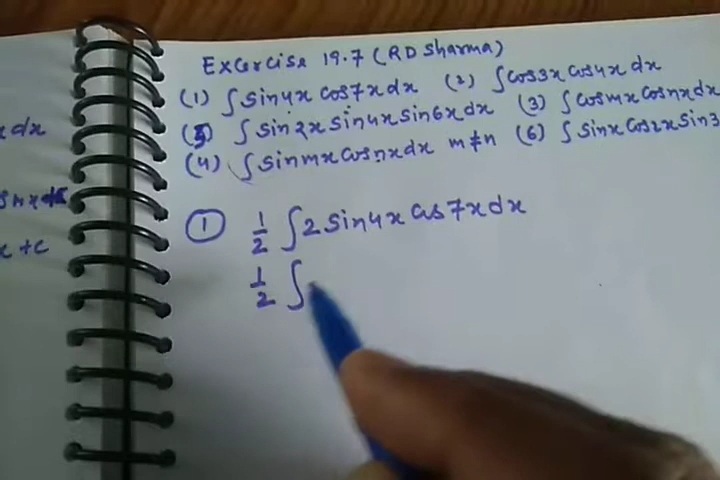 Excercise 19.7 (RD Sharma)
(1) ∫ sin4x cos7x dx (2) ∫cos3x cos4x dx
(5) ∫ sin2x sin4x sin6x dx (3) ∫ cosmx cosnx dx
(4) ∫ sinmx cosnx dx m≠n (6) ∫ sinx cos2x sin3
x dx
x + c
① 1/2 ∫ 2 sin4x cos7x dx
1/2 ∫